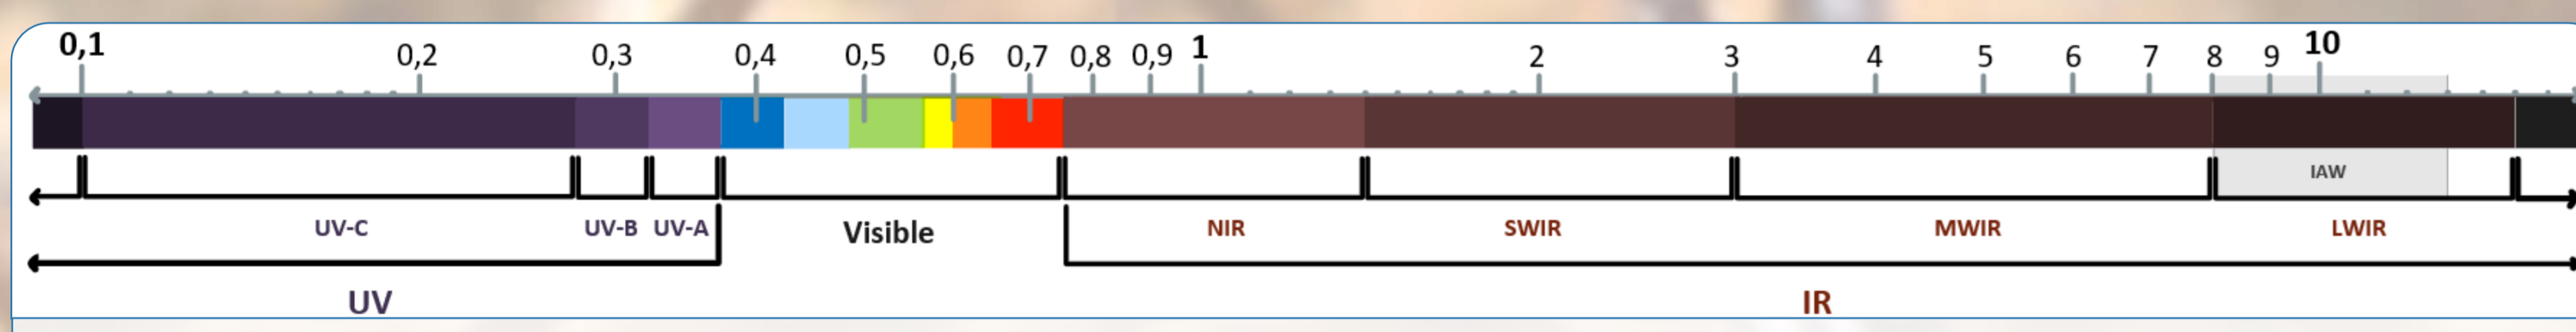 0,1 0,2 0,3 0,4 0,5 0,6 0,7 0,8 0,9 1 2 3 4 5 6 7 8 9 10
IAW
UV-C UV-B UV-A Visible NIR SWIR MWIR LWIR
UV IR